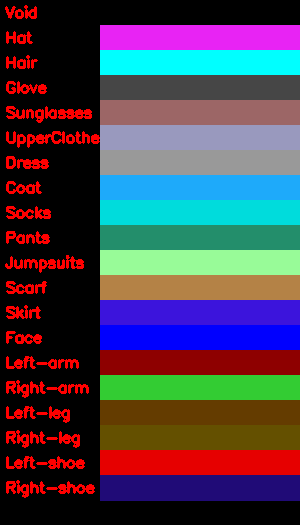 Void
Hat
Hair
Glove
Sunglasses
UpperClothe
Dress
Coat
Socks
Pants
Jumpsuits
Scarf
Skirt
Face
Left-arm
Right-arm
Left-leg
Right-leg
Left-shoe
Right-shoe